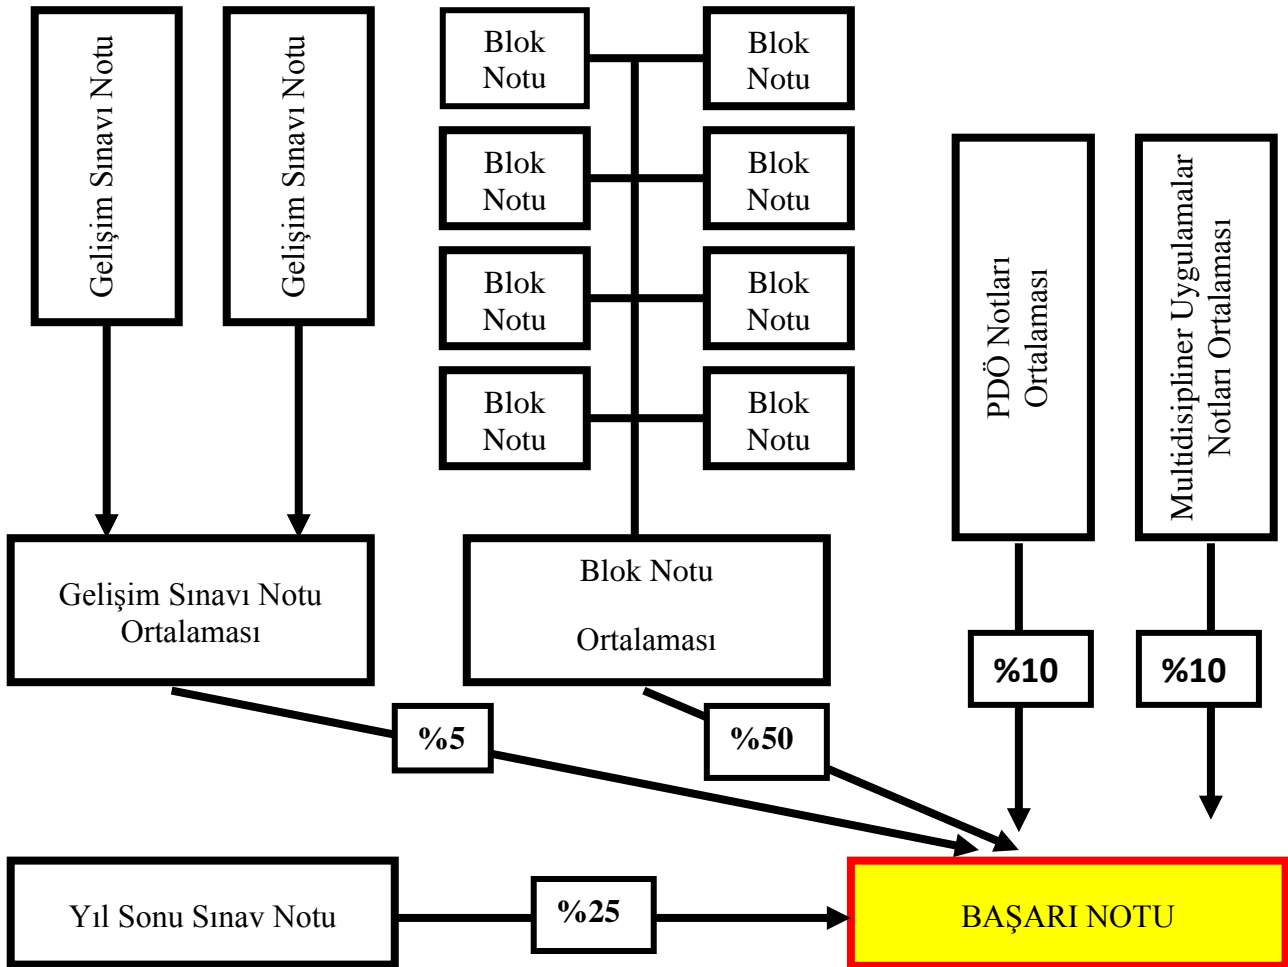 Gelişim Sınavı Notu
Gelişim Sınavı Notu
Blok
Notu
Blok
Notu
Blok
Notu
Blok
Notu
Blok
Notu
Blok
Notu
Blok
Notu
Blok
Notu
PDÖ Notları
Ortalaması
Multidisipliner Uygulamalar
Notları Ortalaması
Gelişim Sınavı Notu
Ortalaması
Blok Notu
Ortalaması
%10
%10
%5
%50
Yıl Sonu Sınav Notu
%25
BAŞARI NOTU